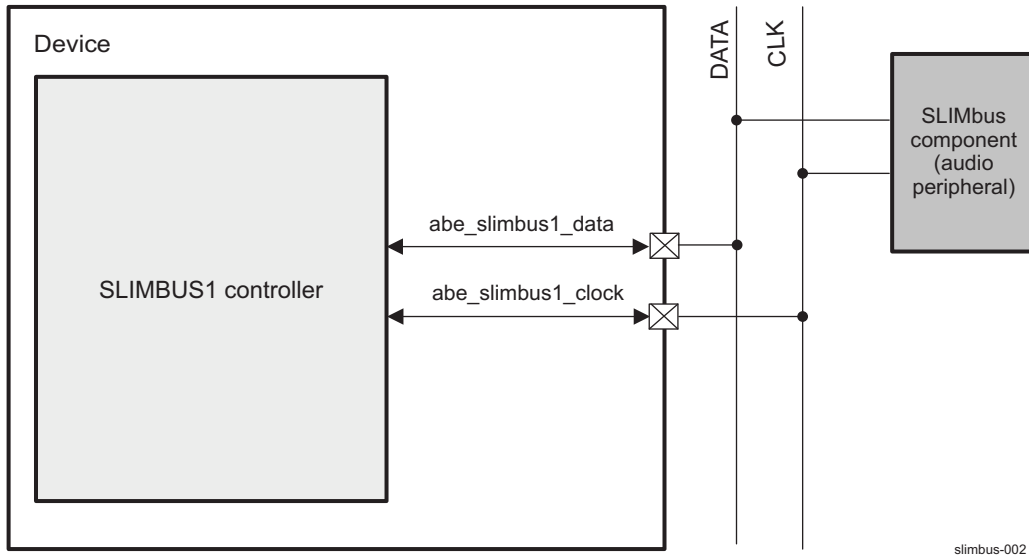 Device
DATA
CLK
SLIMbus
component
(audio
peripheral)
abe_slimbus1_data
SLIMBUS1 controller
abe_slimbus1_clock
slimbus-002